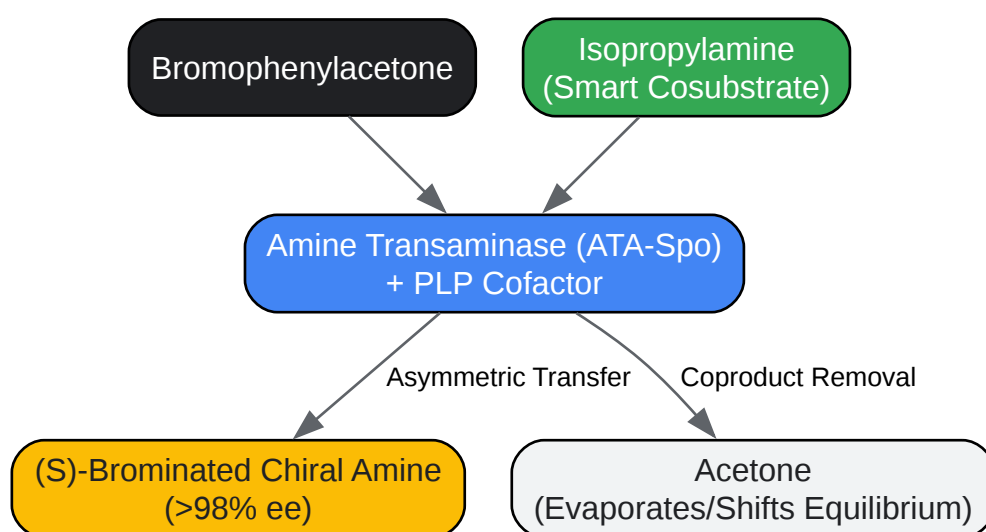 Bromophenylacetone
Isopropylamine
(Smart Cosubstrate)
Amine Transaminase (ATA-Spo)
+ PLP Cofactor
Asymmetric Transfer
Coproduct Removal
(S)-Brominated Chiral Amine
(>98% ee)
Acetone
(Evaporates/Shifts Equilibrium)